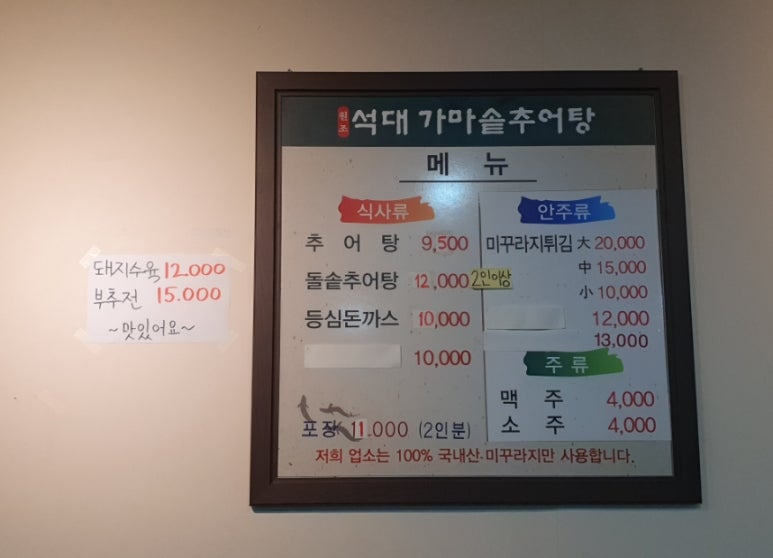 돼지수육 12.000
부추전 15.000
~맛있어요~
원조 석대 가마솥추어탕
메 뉴
식사류
추 어 탕 9,500
돌솥추어탕 12,000 2인이상
등심돈까스 10,000
10,000
포장 11.000 (2인분)
안주류
미꾸라지튀김 大 20,000
中 15,000
小 10,000
12,000
13,000
주 류
맥 주 4,000
소 주 4,000
저희 업소는 100% 국내산·미꾸라지만 사용합니다.